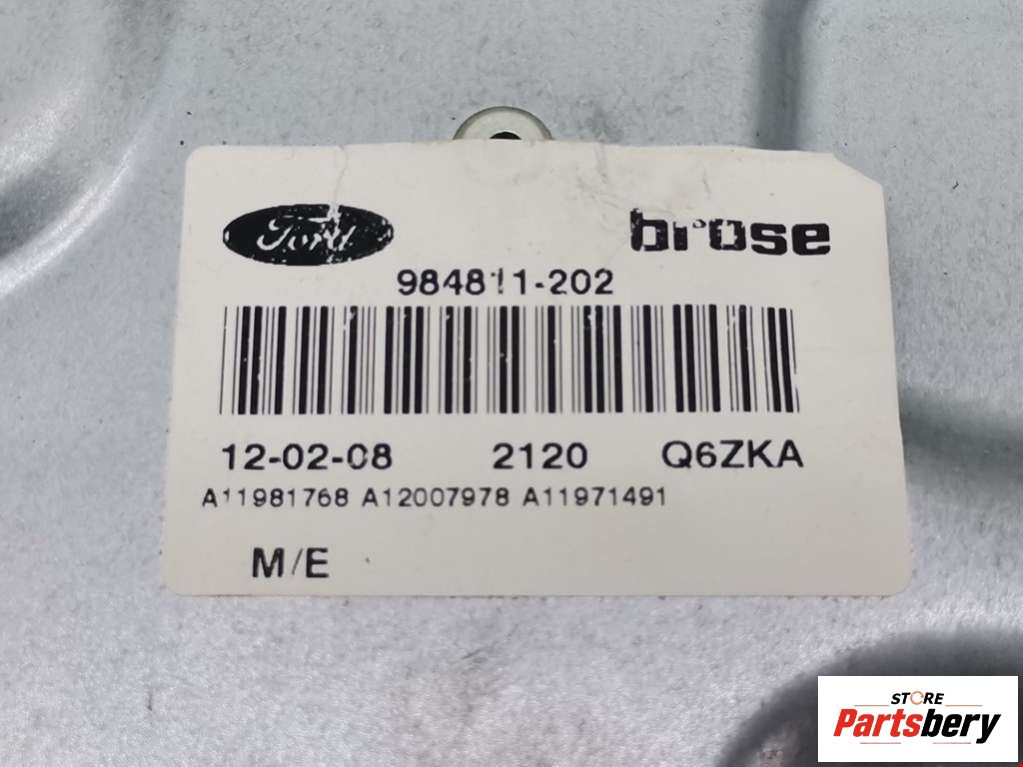 Ford brose
984811-202
12-02-08 2120 Q6ZKA
A11981768 A12007978 A11971491
M/E
STORE
Partsbery